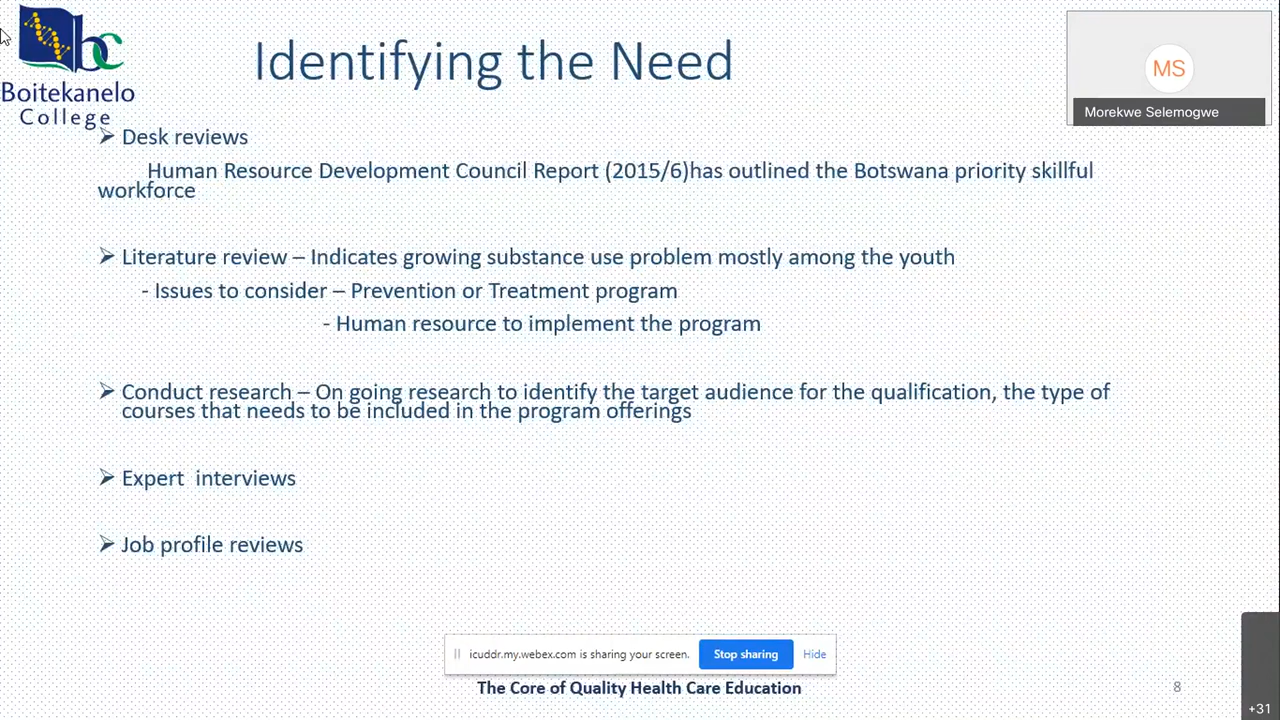 Identifying the Need
bc
Boitekanelo
College
MS
Morekwe Selemogwe
Desk reviews
Human Resource Development Council Report (2015/6)has outlined the Botswana priority skillful
workforce
Literature review – Indicates growing substance use problem mostly among the youth
- Issues to consider – Prevention or Treatment program
- Human resource to implement the program
Conduct research – On going research to identify the target audience for the qualification, the type of
courses that needs to be included in the program offerings
Expert  interviews
Job profile reviews
icuddr.my.webex.com is sharing your screen.
Stop sharing
Hide
The Core of Quality Health Care Education
8
+31